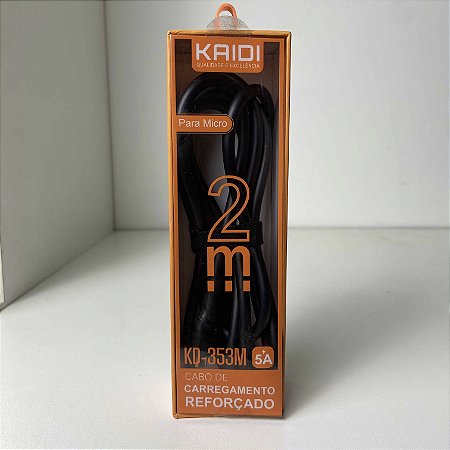 KAIDI
QUALIDADE E EXCELÊNCIA
Para Micro
2
m
KD-353M 5A
CABO DE
CARREGAMENTO
REFORÇADO